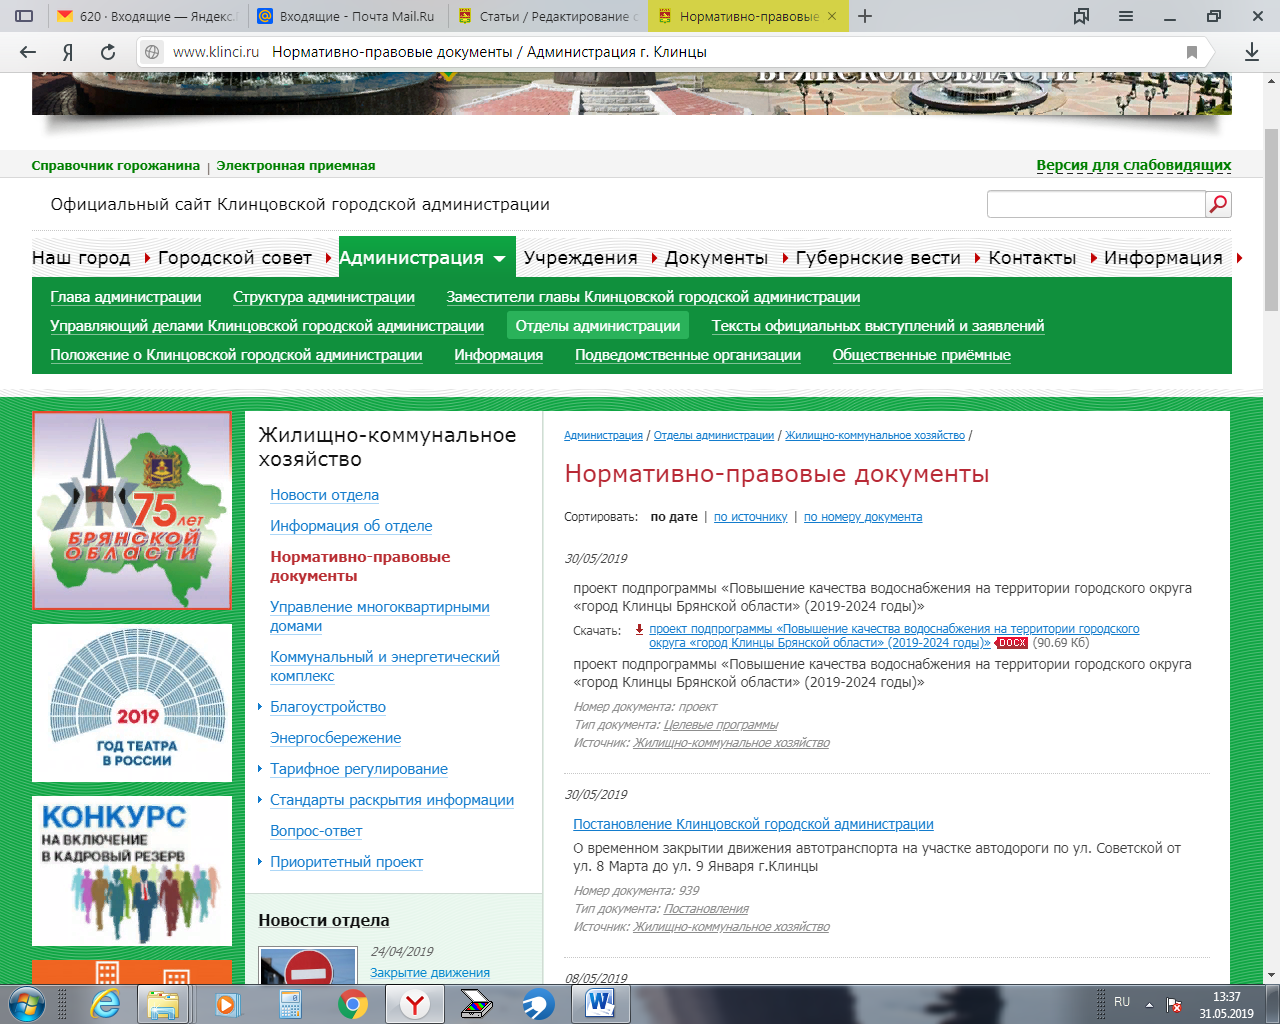 620 · Входящие — Яндекс.
Входящие - Почта Mail.Ru
Статьи / Редактирование
Нормативно-правовые
www.klinci.ru Нормативно-правовые документы / Администрация г. Клинцы
БРЯНСКОЙ ОБЛАСТИ
Справочник горожанина | Электронная приемная
Версия для слабовидящих
Официальный сайт Клинцовской городской администрации
Наш город Городской совет Администрация Учреждения Документы Губернские вести Контакты Информация
Глава администрации Структура администрации Заместители главы Клинцовской городской администрации
Управляющий делами Клинцовской городской администрации Отделы администрации Тексты официальных выступлений и заявлений
Положение о Клинцовской городской администрации Информация Подведомственные организации Общественные приёмные
75 лет
БРЯНСКОЙ
ОБЛАСТИ
2019
ГОД ТЕАТРА
В РОССИИ
КОНКУРС
НА ВКЛЮЧЕНИЕ
В КАДРОВЫЙ РЕЗЕРВ
Жилищно-коммунальное
хозяйство
Новости отдела
Информация об отделе
Нормативно-правовые
документы
Управление многоквартирными
домами
Коммунальный и энергетический
комплекс
Благоустройство
Энергосбережение
Тарифное регулирование
Стандарты раскрытия информации
Вопрос-ответ
Приоритетный проект
Новости отдела
24/04/2019
Закрытие движения
Администрация / Отделы администрации / Жилищно-коммунальное хозяйство /
Нормативно-правовые документы
Сортировать: по дате | по источнику | по номеру документа
30/05/2019
проект подпрограммы «Повышение качества водоснабжения на территории городского округа
«город Клинцы Брянской области» (2019-2024 годы)»
Скачать: проект подпрограммы «Повышение качества водоснабжения на территории городского
округа «город Клинцы Брянской области» (2019-2024 годы)» DOCX (90.69 Кб)
проект подпрограммы «Повышение качества водоснабжения на территории городского округа
«город Клинцы Брянской области» (2019-2024 годы)»
Номер документа: проект
Тип документа: Целевые программы
Источник: Жилищно-коммунальное хозяйство
30/05/2019
Постановление Клинцовской городской администрации
О временном закрытии движения автотранспорта на участке автодороги по ул. Советской от
ул. 8 Марта до ул. 9 Января г.Клинцы
Номер документа: 939
Тип документа: Постановления
Источник: Жилищно-коммунальное хозяйство
08/05/2019
RU
13:37
31.05.2019